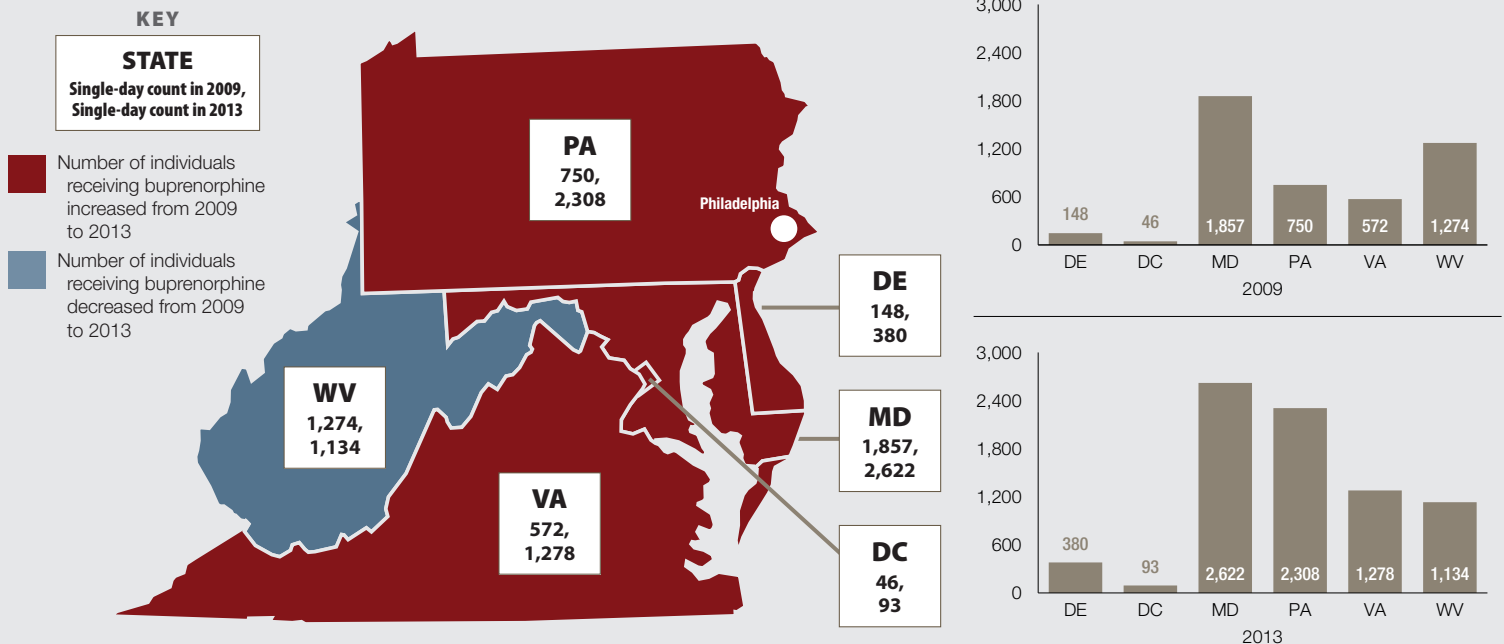 KEY
STATE
Single-day count in 2009,
Single-day count in 2013
Number of individuals
receiving buprenorphine
increased from 2009
to 2013
Number of individuals
receiving buprenorphine
decreased from 2009
to 2013
PA
750,
2,308
Philadelphia
DE
148,
380
WV
1,274,
1,134
MD
1,857,
2,622
VA
572,
1,278
DC
46,
93
3,000
2,400
1,800
1,200
600
0
148
46
1,857
750
572
1,274
DE DC MD PA VA WV
2009
3,000
2,400
1,800
1,200
600
0
380
93
2,622
2,308
1,278
1,134
DE DC MD PA VA WV
2013